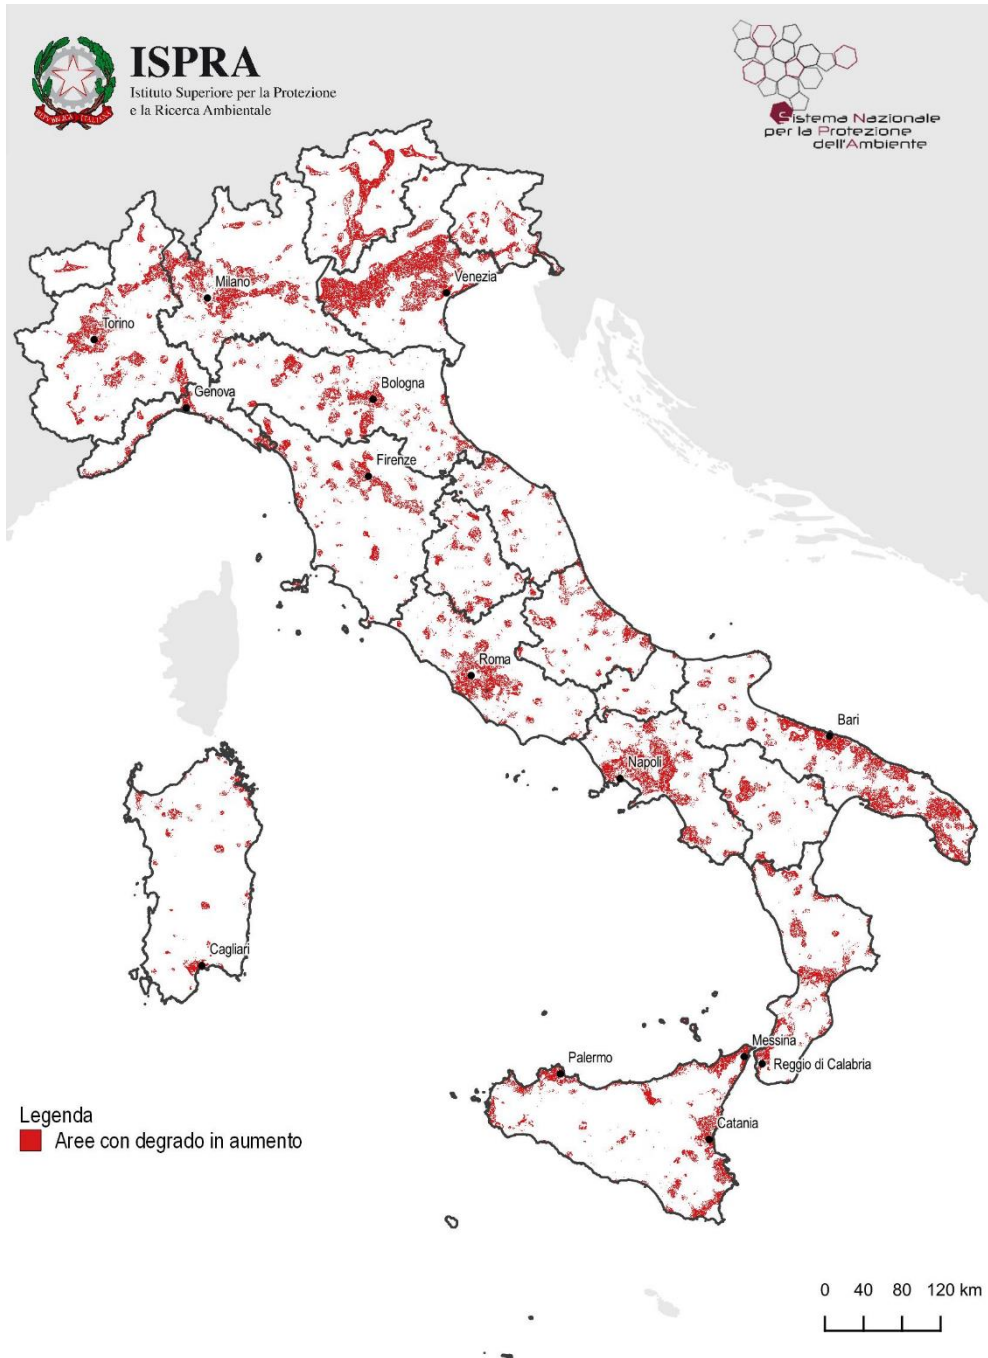 ISPRA
Istituto Superiore per la Protezione
e la Ricerca Ambientale
REPVBBLICA ITALIANA
Sistema Nazionale
per la Protezione
dell'Ambiente
Milano
Venezia
Torino
Genova
Bologna
Firenze
Roma
Bari
Napoli
Cagliari
Messina
Palermo
Reggio di Calabria
Catania
Legenda
Aree con degrado in aumento
0 40 80 120 km